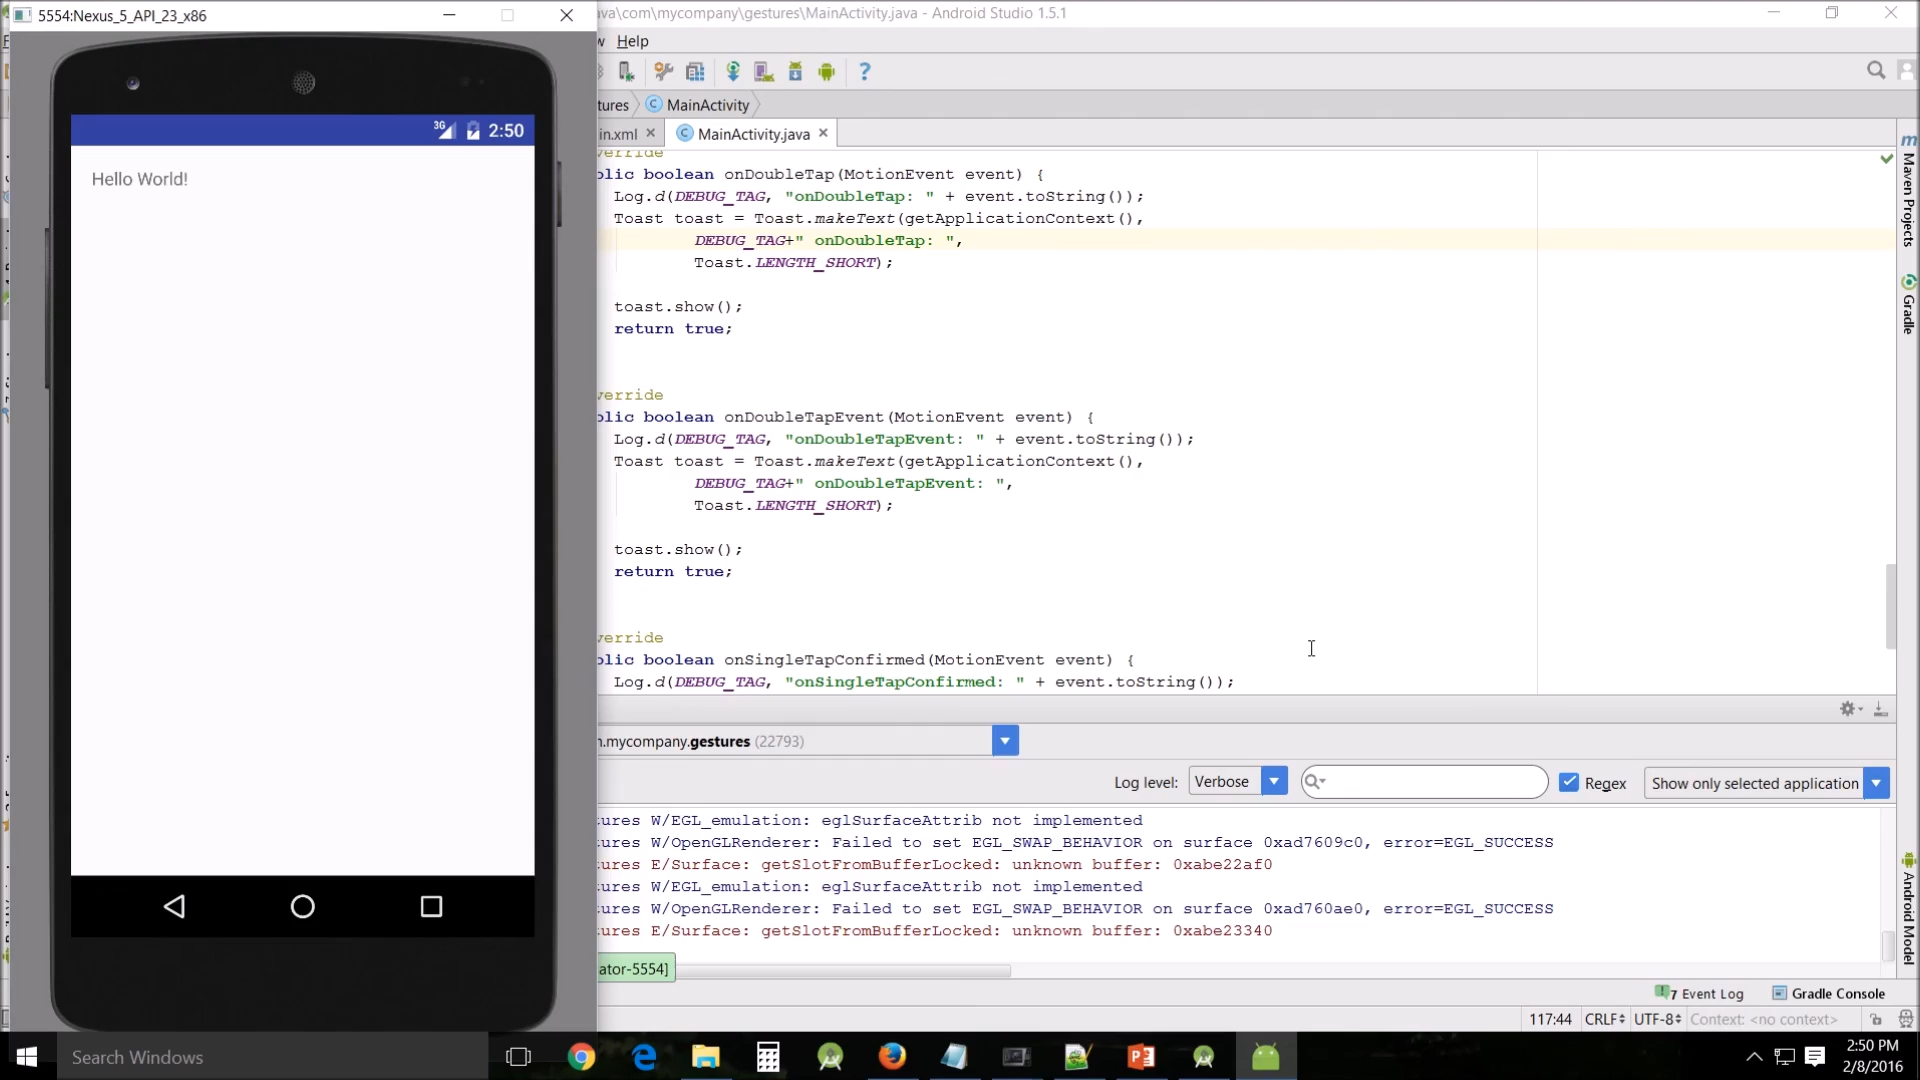 5554:Nexus_5_API_23_x86
ava\com\mycompany\gestures\MainActivity.java - Android Studio 1.5.1
w Help
?
tures MainActivity
in.xml MainActivity.java
3G 2:50
Hello World!
verride
blic boolean onDoubleTap(MotionEvent event) {
Log.d(DEBUG_TAG, "onDoubleTap: " + event.toString());
Toast toast = Toast.makeText(getApplicationContext(),
DEBUG_TAG+" onDoubleTap: ",
Toast.LENGTH_SHORT);
toast.show();
return true;
verride
blic boolean onDoubleTapEvent(MotionEvent event) {
Log.d(DEBUG_TAG, "onDoubleTapEvent: " + event.toString());
Toast toast = Toast.makeText(getApplicationContext(),
DEBUG_TAG+" onDoubleTapEvent: ",
Toast.LENGTH_SHORT);
toast.show();
return true;
verride
blic boolean onSingleTapConfirmed(MotionEvent event) {
Log.d(DEBUG_TAG, "onSingleTapConfirmed: " + event.toString());
m Maven Projects
Gradle
Android Model
n.mycompany.gestures (22793)
Log level: Verbose Regex Show only selected application
tures W/EGL_emulation: eglSurfaceAttrib not implemented
tures W/OpenGLRenderer: Failed to set EGL_SWAP_BEHAVIOR on surface 0xad7609c0, error=EGL_SUCCESS
tures E/Surface: getSlotFromBufferLocked: unknown buffer: 0xabe22af0
tures W/EGL_emulation: eglSurfaceAttrib not implemented
tures W/OpenGLRenderer: Failed to set EGL_SWAP_BEHAVIOR on surface 0xad760ae0, error=EGL_SUCCESS
tures E/Surface: getSlotFromBufferLocked: unknown buffer: 0xabe23340
ator-5554]
7 Event Log Gradle Console
117:44 CRLF UTF-8 Context: <no context>
Search Windows
2:50 PM
2/8/2016